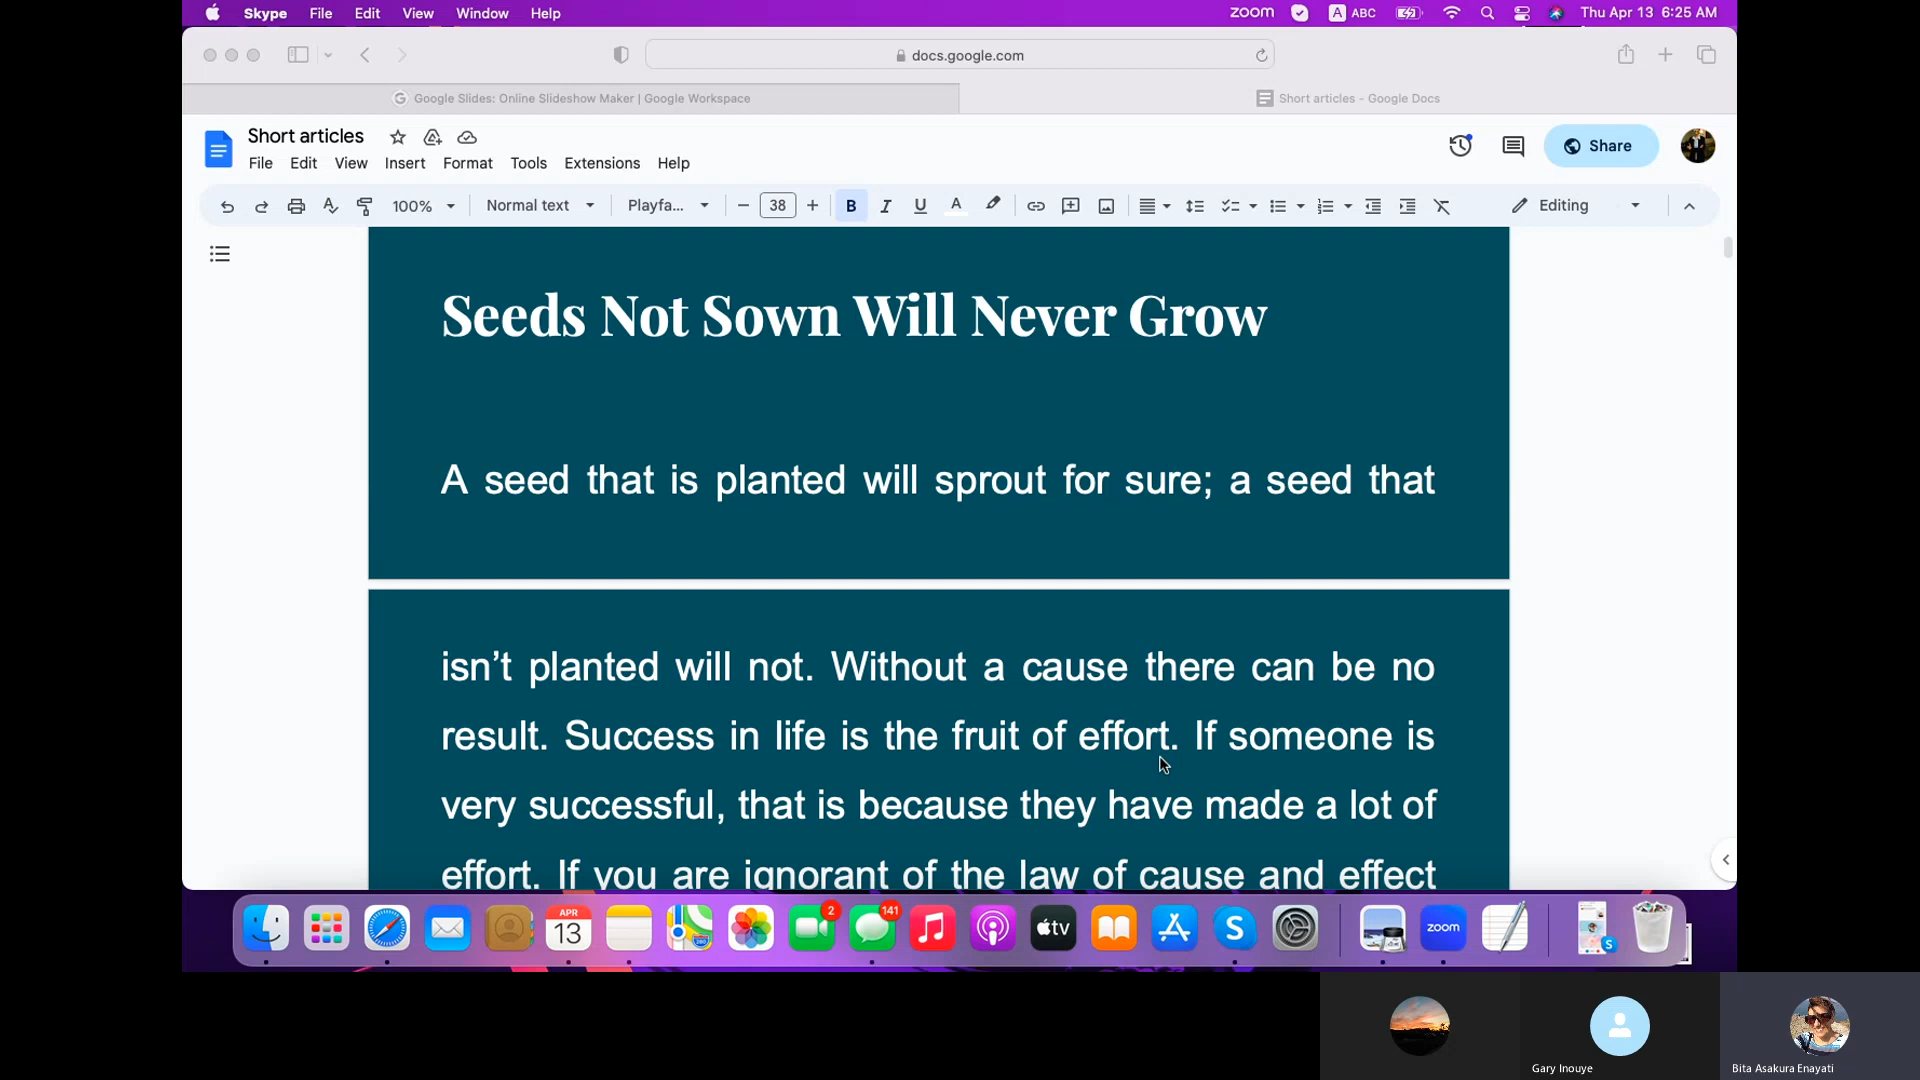 Skype File Edit View Window Help zoom A ABC Thu Apr 13 6:25 AM
docs.google.com
Google Slides: Online Slideshow Maker | Google Workspace Short articles - Google Docs
Short articles
Share
File Edit View Insert Format Tools Extensions Help
100% Normal text Playfa... 38 B I U A Editing
Seeds Not Sown Will Never Grow
A seed that is planted will sprout for sure; a seed that
isn't planted will not. Without a cause there can be no
result. Success in life is the fruit of effort. If someone is
very successful, that is because they have made a lot of
effort. If you are ignorant of the law of cause and effect
APR 2 141
13 tv zoom S S
Gary Inouye Bita Asakura Enayati